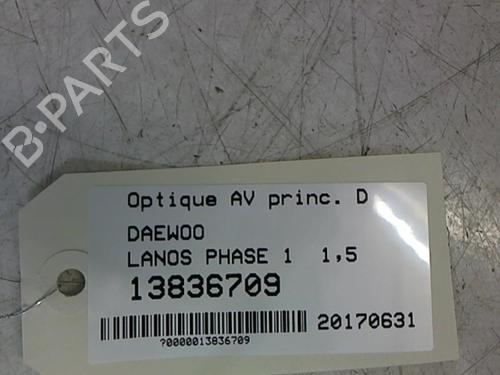 B-PARTS
Optique AV princ. D
DAEWOO
LANOS PHASE 1 1,5
13836709
20170631
?0000013836709